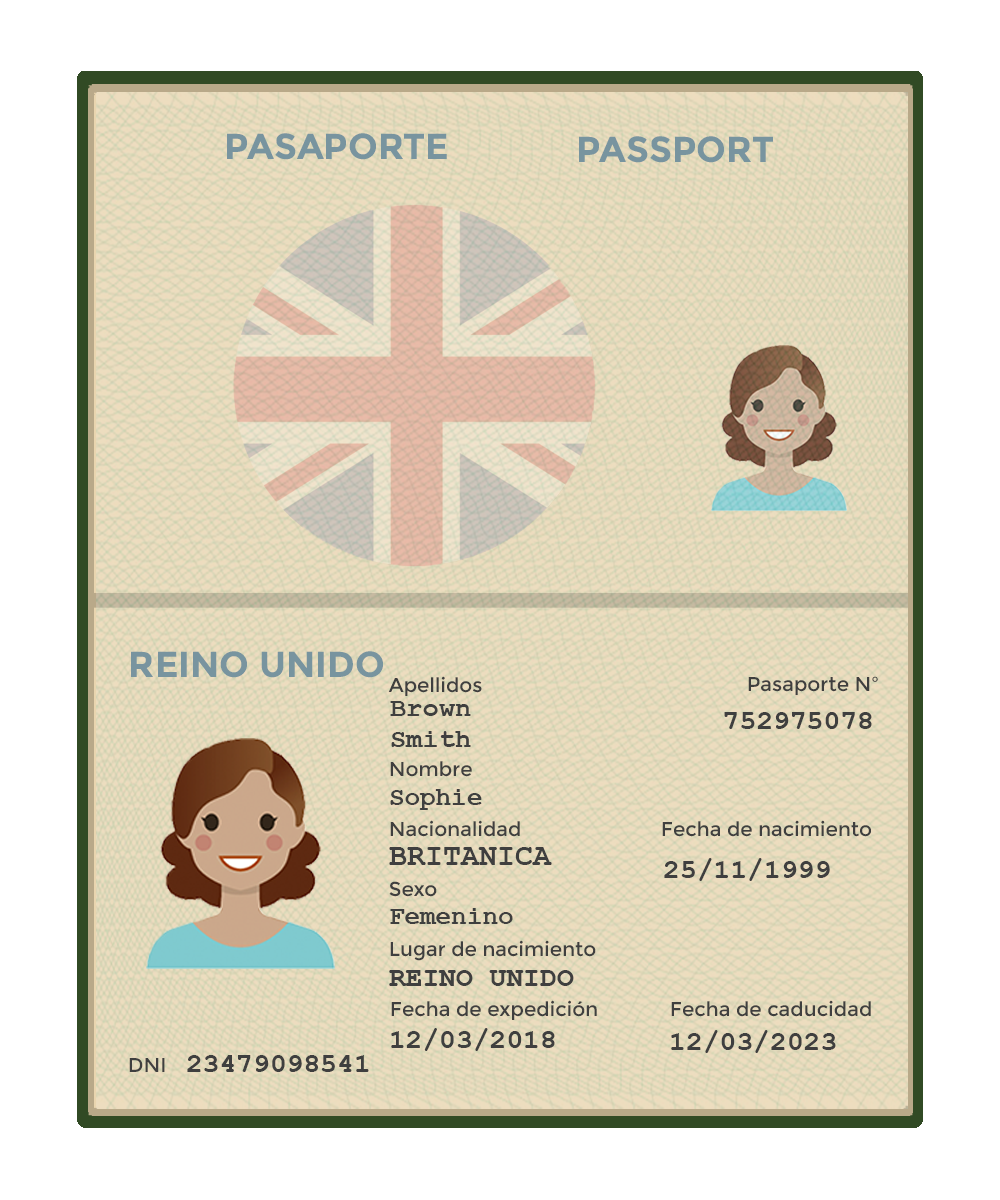 PASAPORTE PASSPORT
REINO UNIDO
Apellidos
Brown
Smith
Nombre
Sophie
Nacionalidad
BRITANICA
Sexo
Femenino
Lugar de nacimiento
REINO UNIDO
Fecha de expedición
12/03/2018
Pasaporte N°
752975078
Fecha de nacimiento
25/11/1999
Fecha de caducidad
12/03/2023
DNI 23479098541